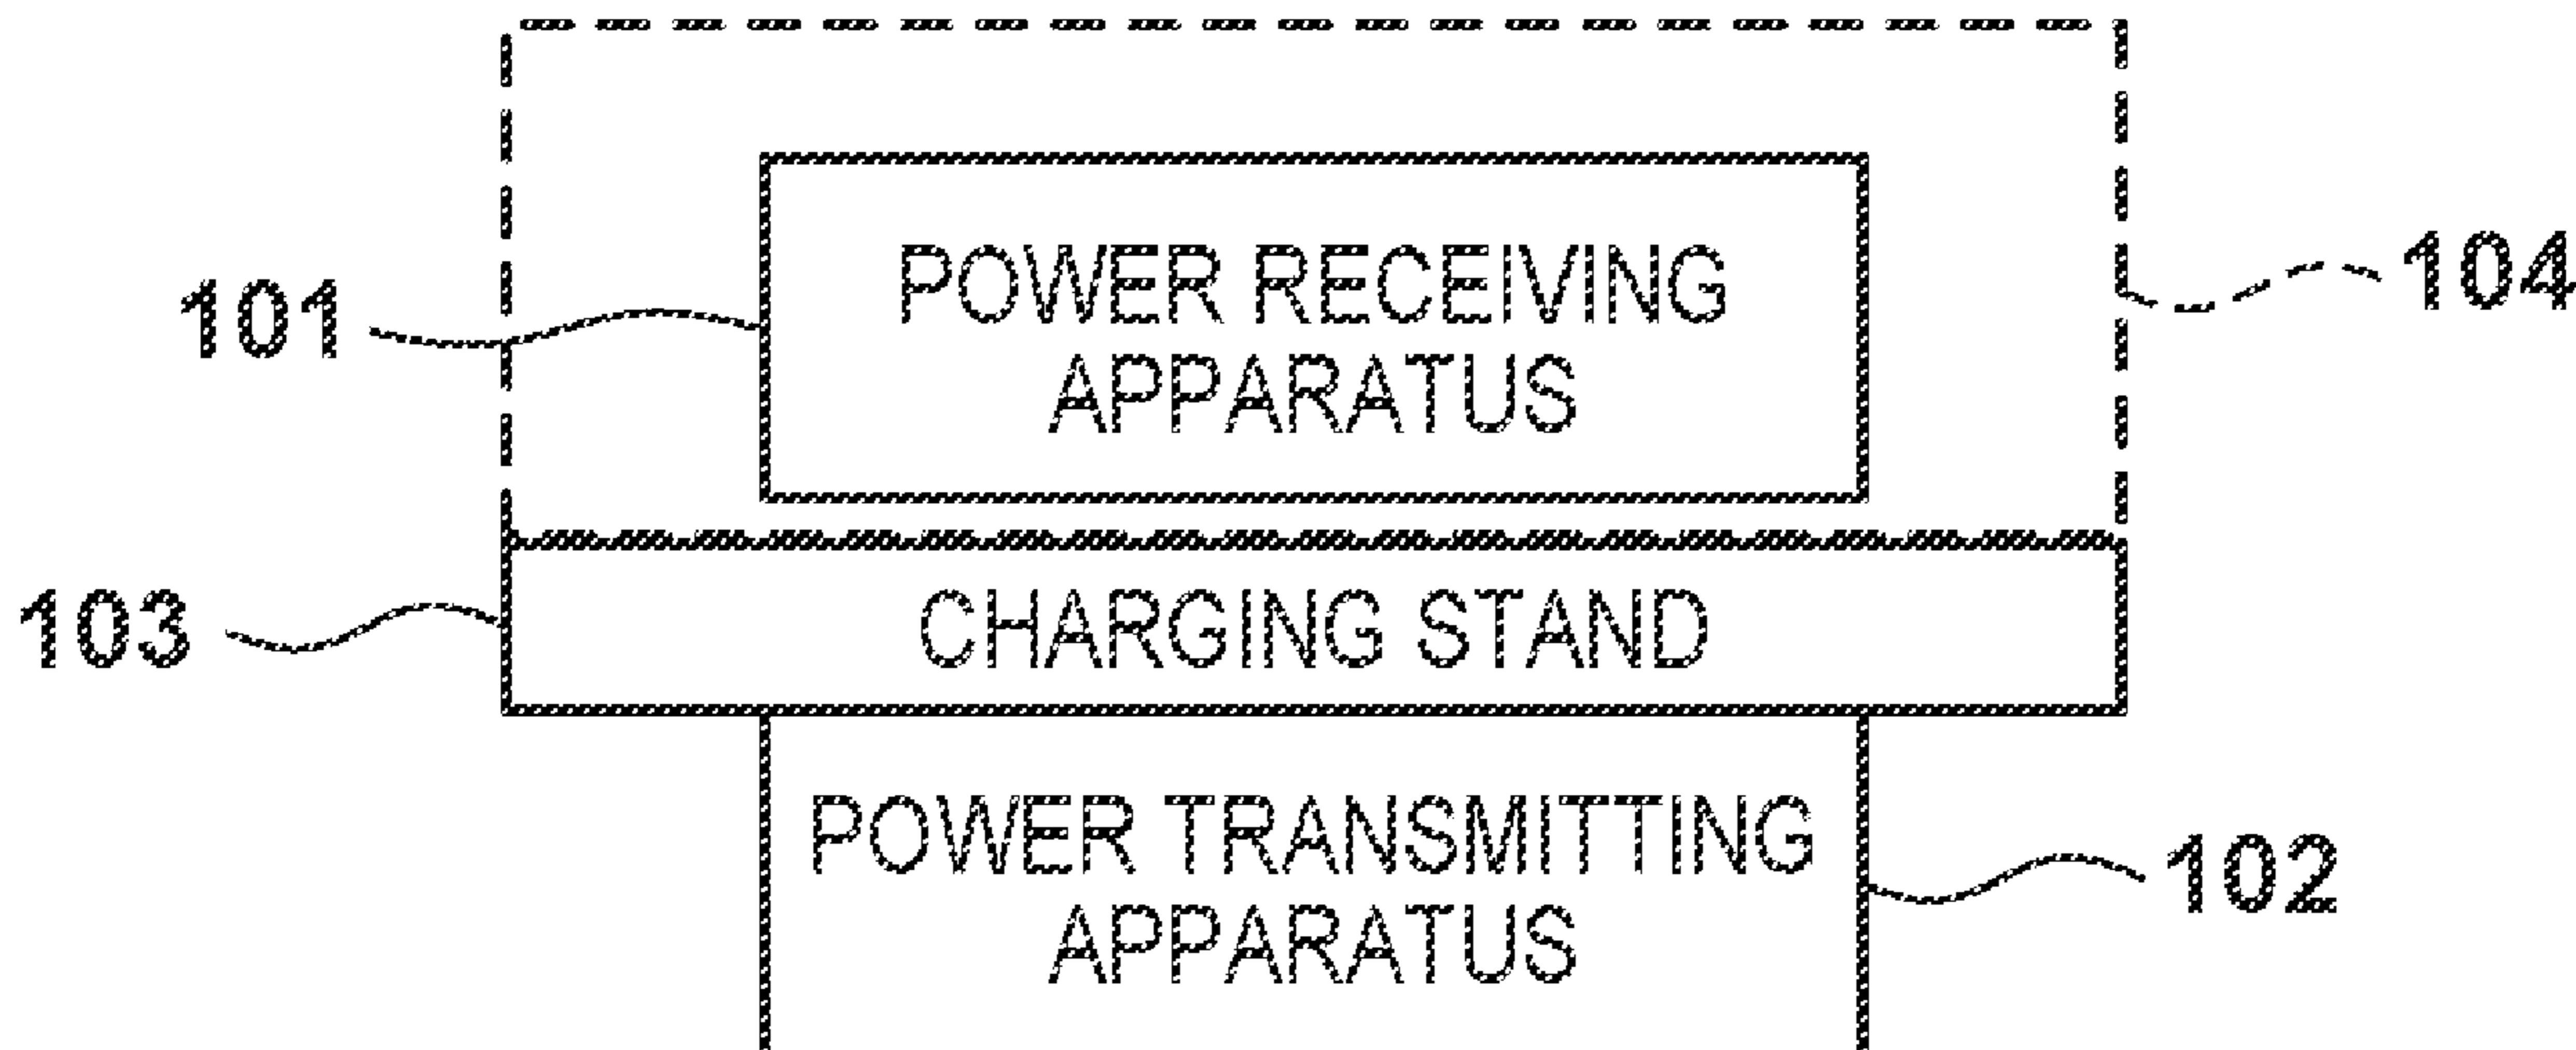 POWER RECEIVING
APPARATUS
101
104
CHARGING STAND
103
POWER TRANSMITTING
APPARATUS
102